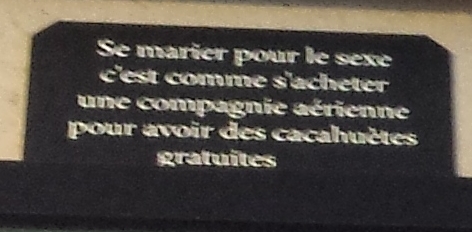 Se marier pour le sexe
c'est comme s'acheter
une compagnie aérienne
pour avoir des cacahuètes
gratuites